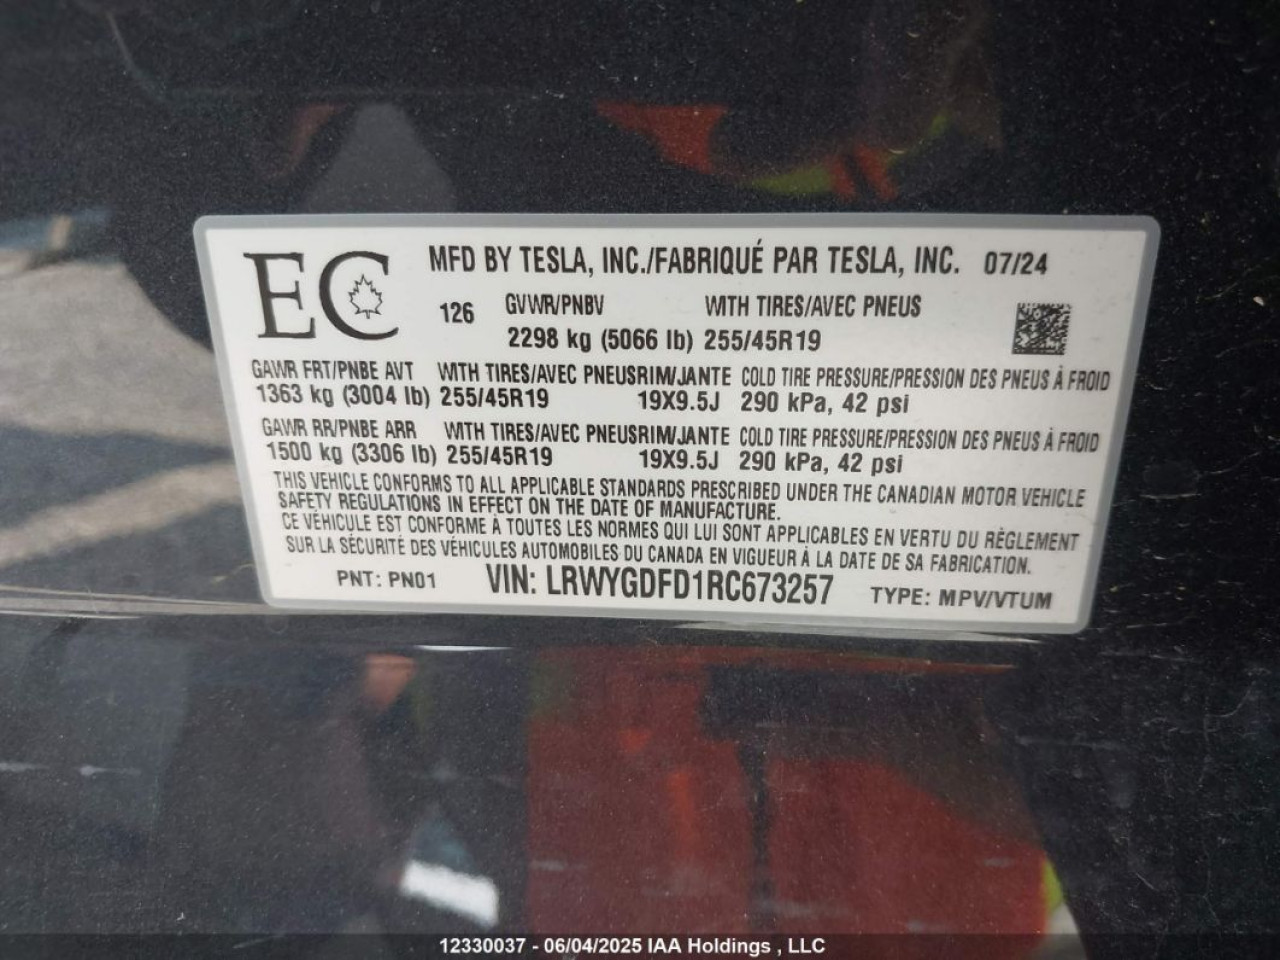 EC MFD BY TESLA, INC./FABRIQUÉ PAR TESLA, INC. 07/24
126 GVWR/PNBV WITH TIRES/AVEC PNEUS
2298 kg (5066 lb) 255/45R19
GAWR FRT/PNBE AVT WITH TIRES/AVEC PNEUS RIM/JANTE COLD TIRE PRESSURE/PRESSION DES PNEUS À FROID
1363 kg (3004 lb) 255/45R19 19X9.5J 290 kPa, 42 psi
GAWR RR/PNBE ARR WITH TIRES/AVEC PNEUS RIM/JANTE COLD TIRE PRESSURE/PRESSION DES PNEUS À FROID
1500 kg (3306 lb) 255/45R19 19X9.5J 290 kPa, 42 psi
THIS VEHICLE CONFORMS TO ALL APPLICABLE STANDARDS PRESCRIBED UNDER THE CANADIAN MOTOR VEHICLE
SAFETY REGULATIONS IN EFFECT ON THE DATE OF MANUFACTURE.
CE VÉHICULE EST CONFORME À TOUTES LES NORMES QUI LUI SONT APPLICABLES EN VERTU DU RÈGLEMENT
SUR LA SÉCURITÉ DES VÉHICULES AUTOMOBILES DU CANADA EN VIGUEUR À LA DATE DE SA FABRICATION.
PNT: PN01 VIN: LRWYGDFD1RC673257 TYPE: MPV/VTUM
12330037 - 06/04/2025 IAA Holdings , LLC